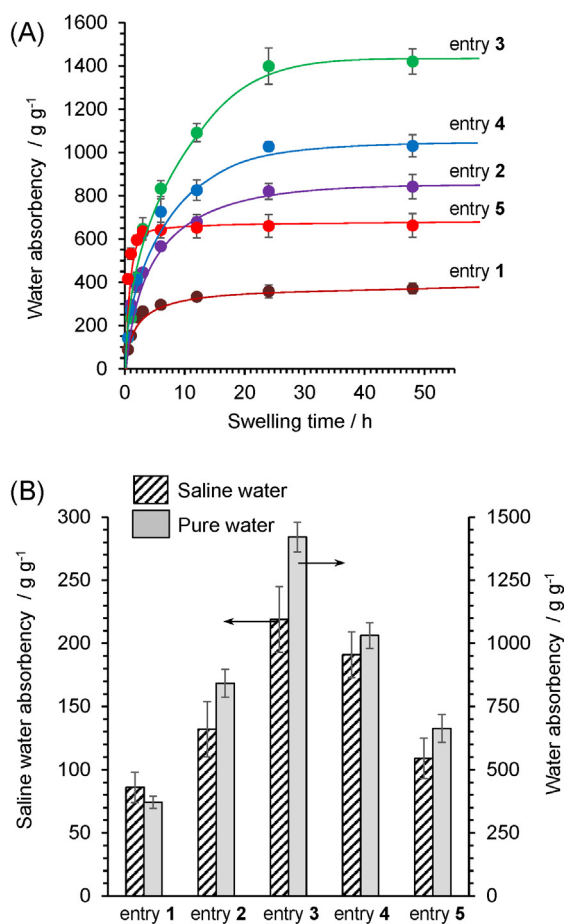 (A)
Water absorbency / g g⁻¹
1600
1400
1200
1000
800
600
400
200
0
0 10 20 30 40 50
Swelling time / h
entry 3
entry 4
entry 2
entry 5
entry 1
(B)
Saline water
Pure water
Saline water absorbency / g g⁻¹
300
250
200
150
100
50
0
1500
1250
1000
750
500
250
0
Water absorbency / g g⁻¹
entry 1 entry 2 entry 3 entry 4 entry 5